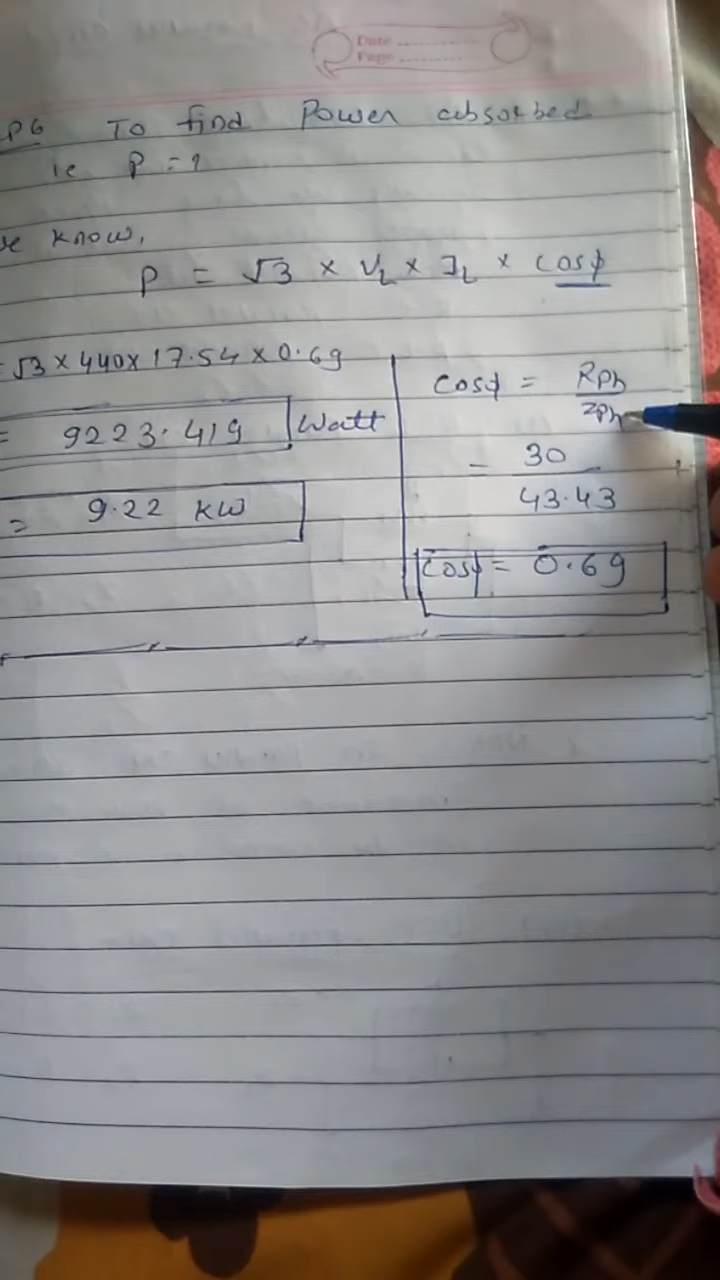 Date ............
Page ............
P6 To find Power absorbed
ie P = ?
we know,
P = √3 × VL × IL × cosϕ
= √3 × 440 × 17.54 × 0.69
= 9223.419 Watt
= 9.22 KW
Cosϕ = Rph
Zph
= 30
43.43
Cosϕ = 0.69